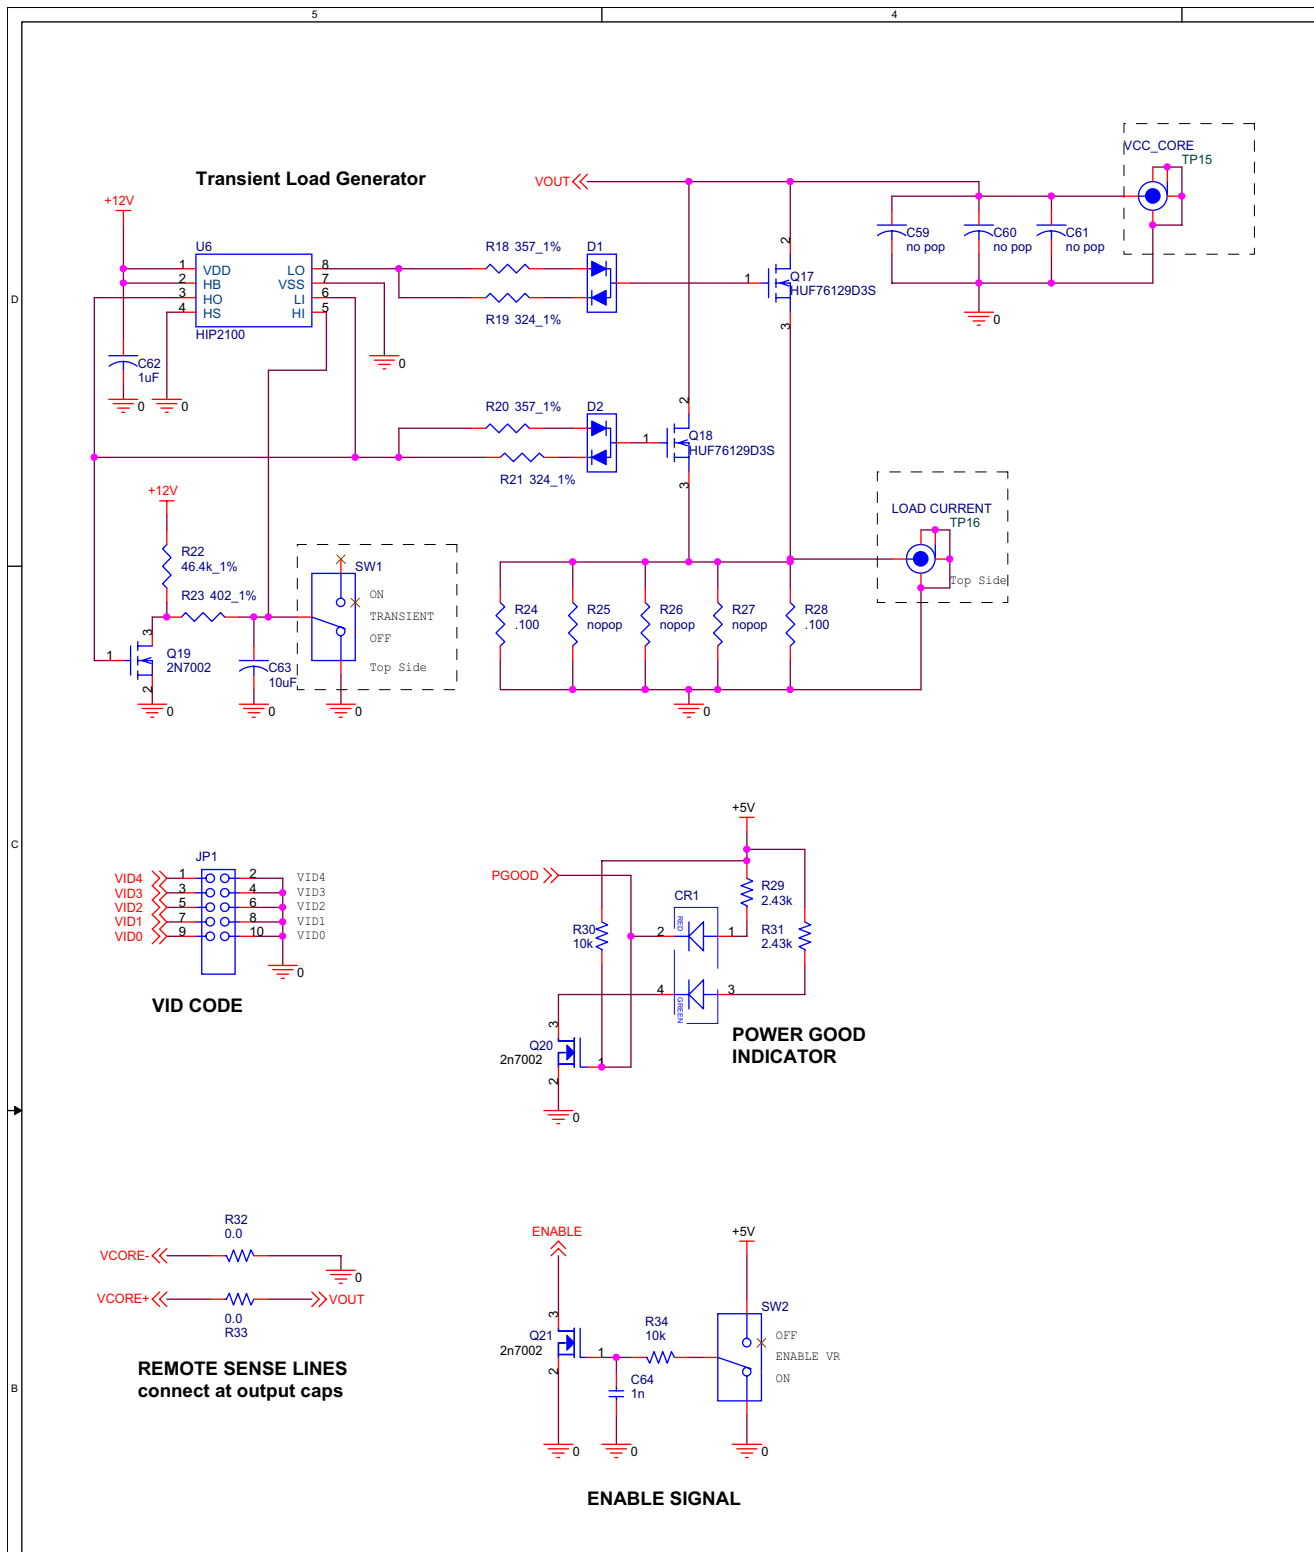 5
4
D
C
B
Transient Load Generator
+12V
U6
1
2
3
4
VDD
HB
HO
HS
LO
VSS
LI
HI
8
7
6
5
HIP2100
C62
1uF
0
0
0
R18 357_1%
R19 324_1%
D1
VOUT
2
1
3
Q17
HUF76129D3S
C59
no pop
C60
no pop
C61
no pop
0
VCC_CORE
TP15
R20 357_1%
R21 324_1%
D2
2
1
3
Q18
HUF76129D3S
+12V
R22
46.4k_1%
R23 402_1%
3
1
2
Q19
2N7002
0
C63
10uF
0
SW1
ON
TRANSIENT
OFF
Top Side
0
R24
.100
R25
nopop
R26
nopop
R27
nopop
R28
.100
0
LOAD CURRENT
TP16
Top Side
JP1
VID4
1
2
VID4
VID3
3
4
VID3
VID2
5
6
VID2
VID1
7
8
VID1
VID0
9
10
VID0
0
VID CODE
+5V
PGOOD
R29
2.43k
CR1
RED
2
1
R30
10k
R31
2.43k
4
3
GREEN
3
Q20
2n7002
1
2
0
POWER GOOD
INDICATOR
R32
0.0
VCORE-
0
VCORE+
VOUT
0.0
R33
REMOTE SENSE LINES
connect at output caps
ENABLE
+5V
3
Q21
2n7002
1
2
0
R34
10k
C64
1n
0
SW2
OFF
ENABLE VR
ON
0
ENABLE SIGNAL